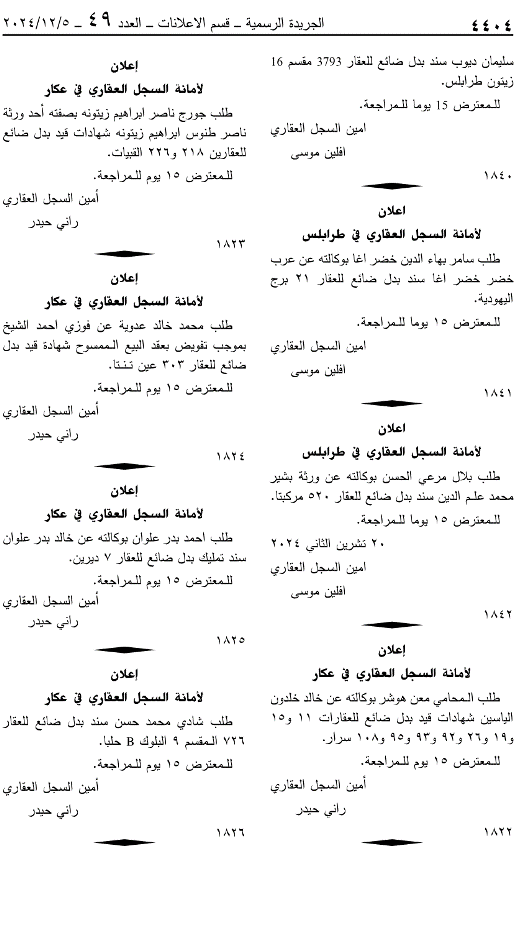 ٤٤٠٤
الجريدة الرسمية – قسم الاعلانات – العدد ٤٩ – ٢٠٢٤/١٢/٥
سليمان ديوب سند بدل ضائع للعقار 3793 مقسم 16
زيتون طرابلس.
للمعترض 15 يوما للمراجعة.
امين السجل العقاري
افلين موسى
١٨٤٠
اعلان
لأمانة السجل العقاري في طرابلس
طلب سامر بهاء الدين خضر اغا بوكالته عن عرب
خضر خضر اغا سند بدل ضائع للعقار ٢١ برج
اليهودية.
للمعترض ١٥ يوما للمراجعة.
امين السجل العقاري
افلين موسى
١٨٤١
اعلان
لأمانة السجل العقاري في طرابلس
طلب بلال مرعي الحسن بوكالته عن ورثة بشير
محمد علم الدين سند بدل ضائع للعقار ٥٢٠ مركبتا.
للمعترض ١٥ يوما للمراجعة.
٢٠ تشرين الثاني ٢٠٢٤
امين السجل العقاري
افلين موسى
١٨٤٢
إعلان
لأمانة السجل العقاري في عكار
طلب المحامي معن هوشر بوكالته عن خالد خلدون
الياسين شهادات قيد بدل ضائع للعقارات ١١ و١٥
و١٩ و٢٦ و٩٢ و٩٣ و٩٥ و١٠٨ سرار.
للمعترض ١٥ يوم للمراجعة.
أمين السجل العقاري
راني حيدر
١٨٢٢
إعلان
لأمانة السجل العقاري في عكار
طلب جورج ناصر ابراهيم زيتونه بصفته أحد ورثة
ناصر طنوس ابراهيم زيتونه شهادات قيد بدل ضائع
للعقارين ٢١٨ و٢٢٦ القبيات.
للمعترض ١٥ يوم للمراجعة.
أمين السجل العقاري
راني حيدر
١٨٢٣
إعلان
لأمانة السجل العقاري في عكار
طلب محمد خالد عدوية عن فوزي احمد الشيخ
بموجب تفويض بعقد البيع الممسوح شهادة قيد بدل
ضائع للعقار ٣٠٣ عين تنتا.
للمعترض ١٥ يوم للمراجعة.
أمين السجل العقاري
راني حيدر
١٨٢٤
إعلان
لأمانة السجل العقاري في عكار
طلب احمد بدر علوان بوكالته عن خالد بدر علوان
سند تمليك بدل ضائع للعقار ٧ ديرين.
للمعترض ١٥ يوم للمراجعة.
أمين السجل العقاري
راني حيدر
١٨٢٥
إعلان
لأمانة السجل العقاري في عكار
طلب شادي محمد حسن سند بدل ضائع للعقار
٧٢٦ المقسم ٩ البلوك B حلبا.
للمعترض ١٥ يوم للمراجعة.
أمين السجل العقاري
راني حيدر
١٨٢٦